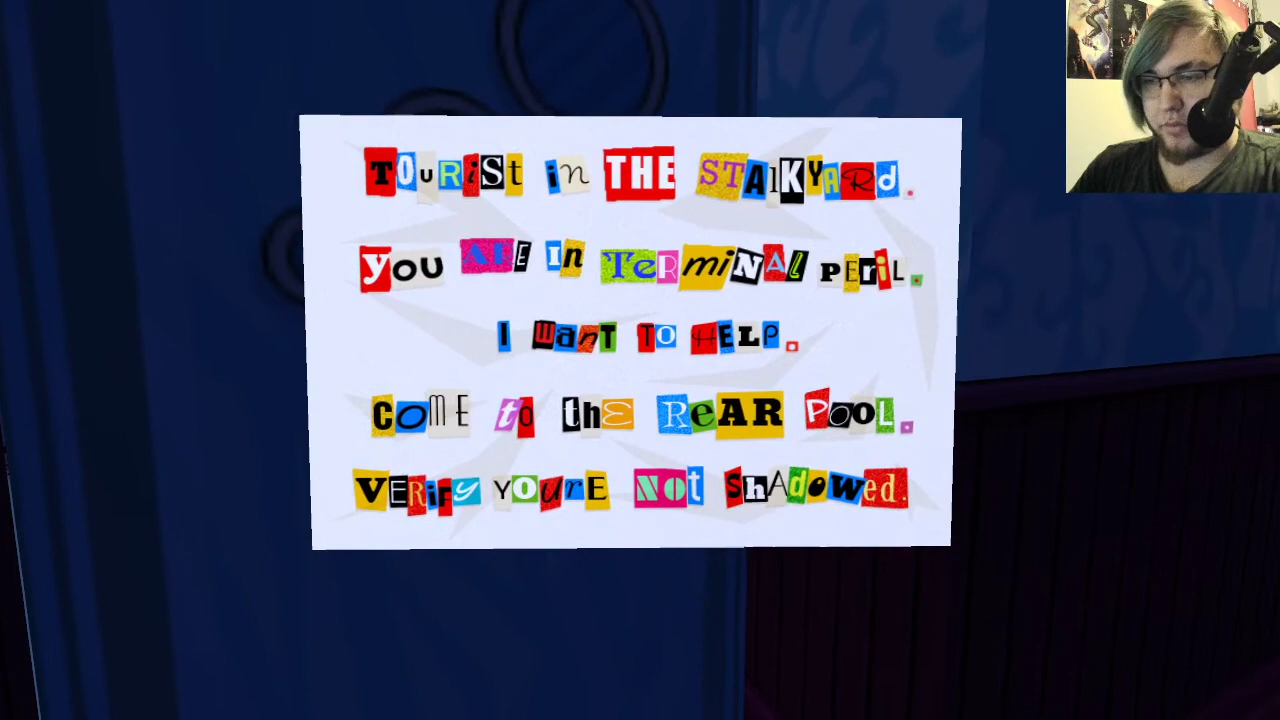 TOuRiSt in THE STAlKYARd.
yOU ARE In TeRmiNAL PEriL.
I WanT TO HELP.
COME to thE ReAR POOL.
VERiFy YOurE NOt ShAdowed.